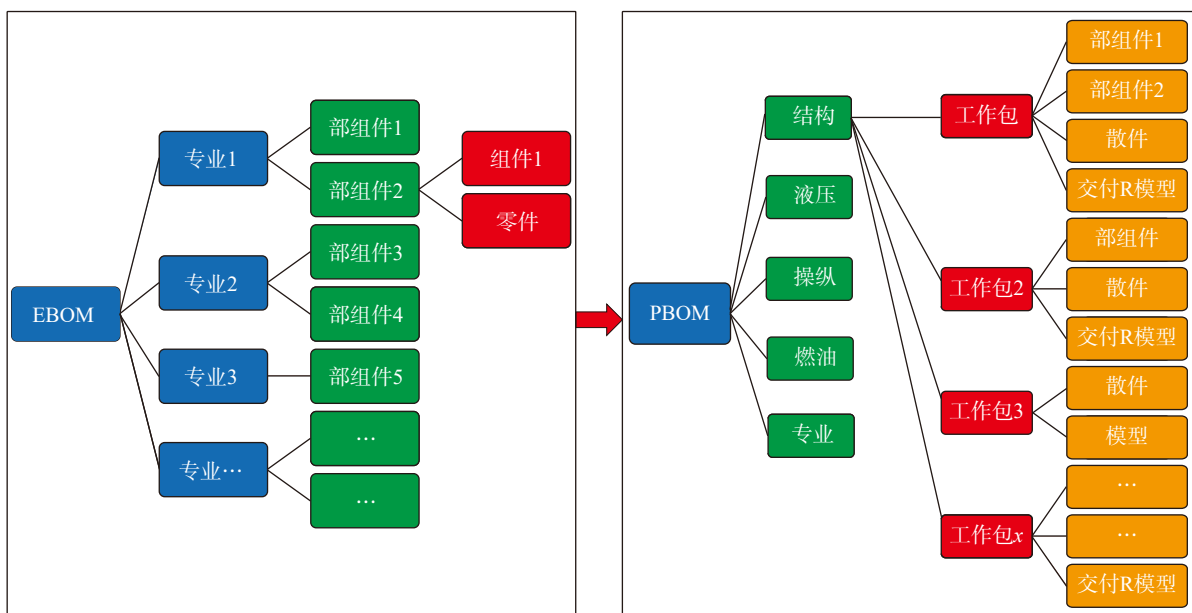 EBOM
专业1
专业2
专业3
专业…
部组件1
部组件2
部组件3
部组件4
部组件5
…
…
组件1
零件
PBOM
结构
液压
操纵
燃油
专业
工作包
工作包2
工作包3
工作包x
部组件1
部组件2
散件
交付R模型
部组件
散件
交付R模型
散件
模型
…
…
交付R模型